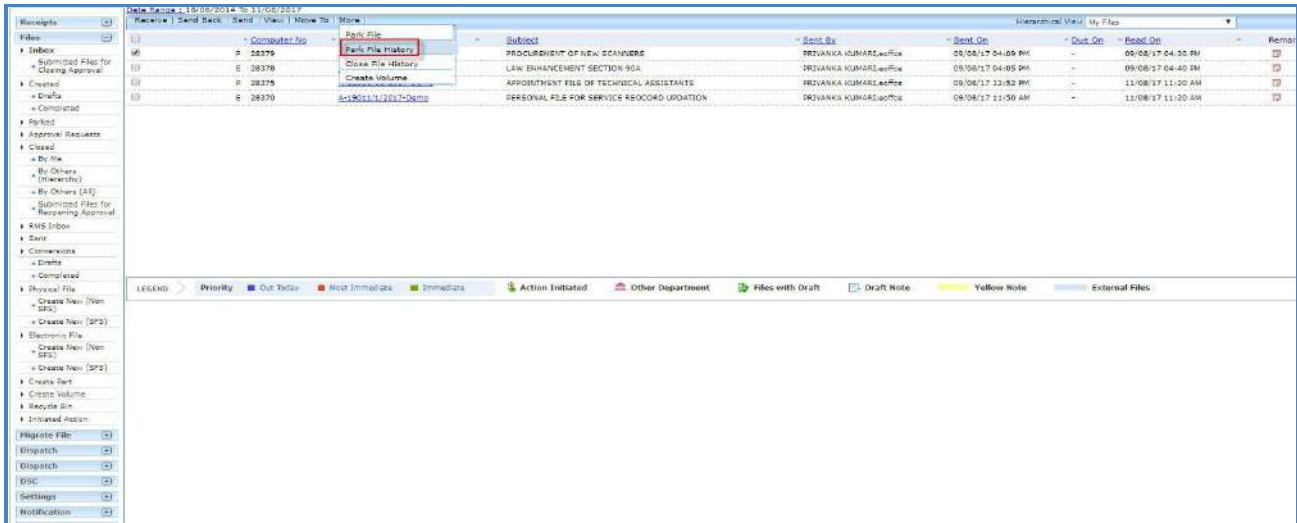 Date Range : 18/06/2014 To 11/08/2017
Receive | Send Back | Send | View | Move To | More |
Hierarchical View My Files
Park File
Park File History
Close File History
Create Volume
Computer No
Subject
Sent By
Sent On
Due On
Read On
Remar
P 28379 PROCUREMENT OF NEW SCANNERS PRIYANKA KUMARI,eoffice 09/08/17 04:09 PM - 09/08/17 04:30 PM
E 28378 LAW ENHANCEMENT SECTION-90A PRIYANKA KUMARI,eoffice 09/08/17 04:05 PM - 09/08/17 04:40 PM
E 28375 APPOINTMENT FILE OF TECHNICAL ASSISTANTS PRIYANKA KUMARI,eoffice 09/08/17 12:52 PM - 11/08/17 11:20 AM
E 28370 A-19011/1/2017-Demo PERSONAL FILE FOR SERVICE REOCORD UPDATION PRIYANKA KUMARI,eoffice 09/08/17 11:50 AM - 11/08/17 11:20 AM
Receipts
Files
Inbox
Submitted Files for
Closing Approval
Created
Drafts
Completed
Parked
Approval Requests
Closed
By Me
By Others
(Hierarchy)
By Others (All)
Submitted Files for
Reopening Approval
RMS Inbox
Sent
Conversions
Drafts
Completed
Physical File
Create New (Non
SFS)
Create New (SFS)
Electronic File
Create New (Non
SFS)
Create New (SFS)
Create Part
Create Volume
Recycle Bin
Initiated Action
Migrate File
Dispatch
Dispatch
DSC
Settings
Notification
LEGEND Priority Out Today Most Immediate Immediate Action Initiated Other Department Files with Draft Draft Note Yellow Note External Files